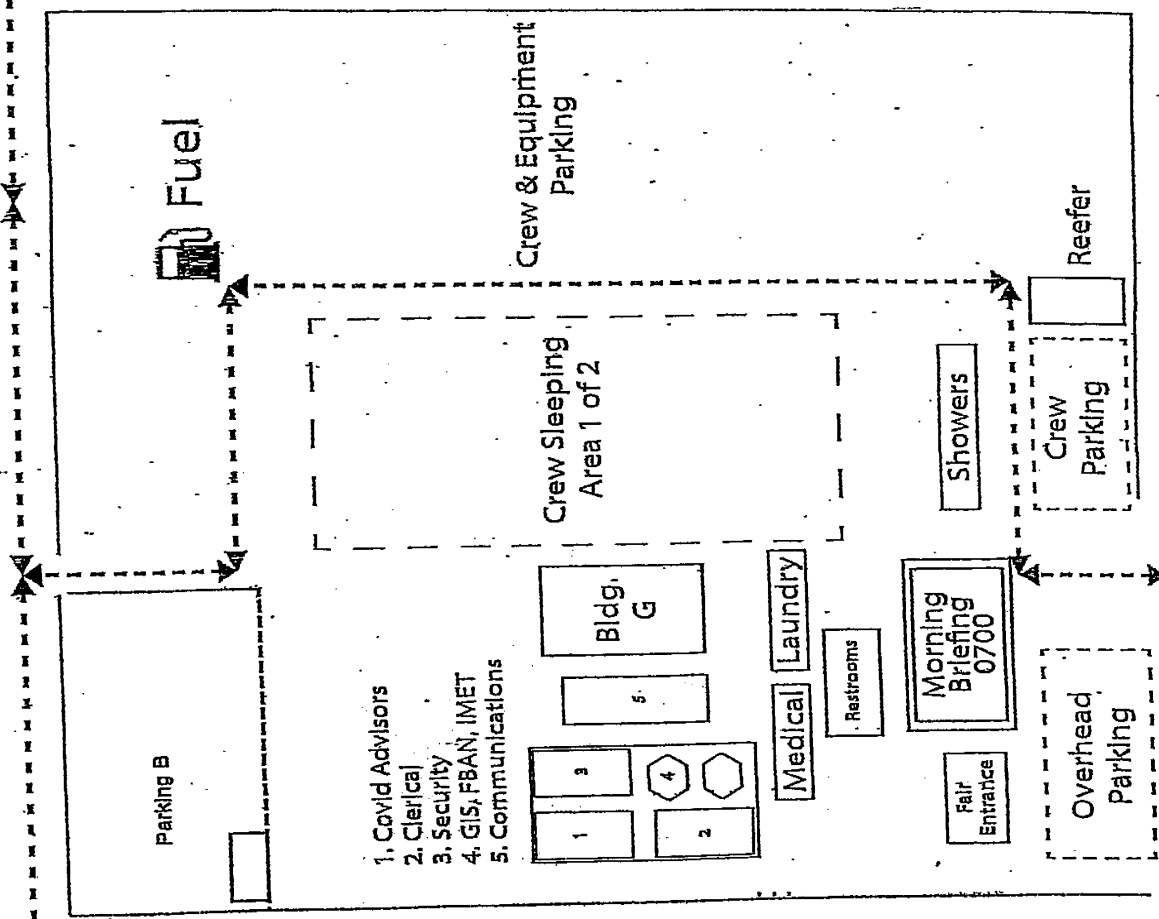 Parking B
Fuel
1. Covid Advisors
2. Clerical
3. Security
4. GIS, FBAN, IMET
5. Communications
1
3
2
4
5
Bldg.
G
Crew Sleeping
Area 1 of 2
Crew & Equipment
Parking
Medical
Laundry
Restrooms
Fair
Entrance
Morning
Briefing
0700
Showers
Overhead
Parking
Crew
Parking
Reefer